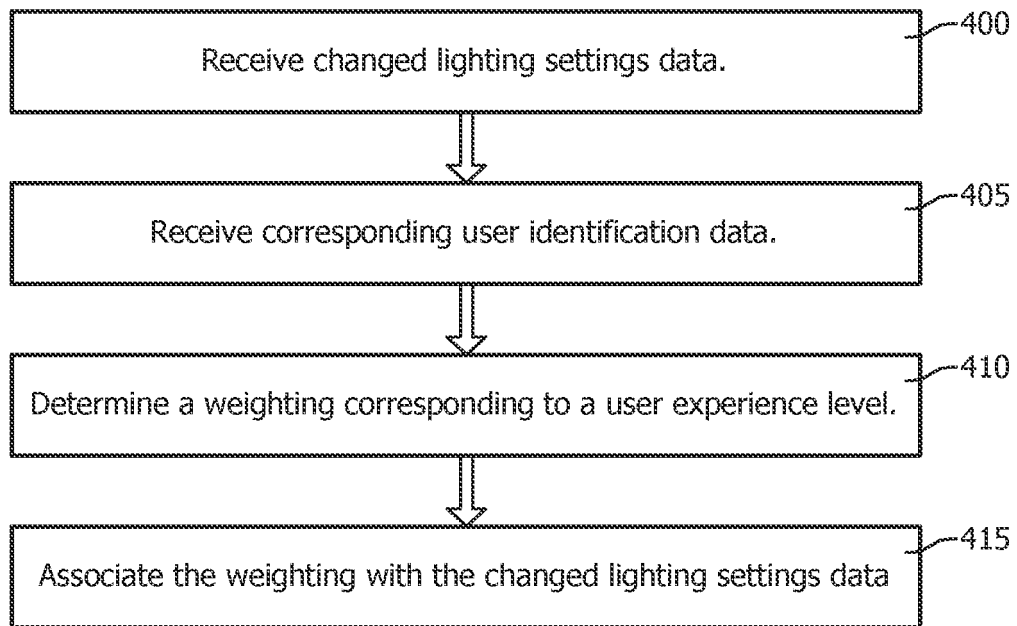 400
Receive changed lighting settings data.
405
Receive corresponding user identification data.
410
Determine a weighting corresponding to a user experience level.
415
Associate the weighting with the changed lighting settings data